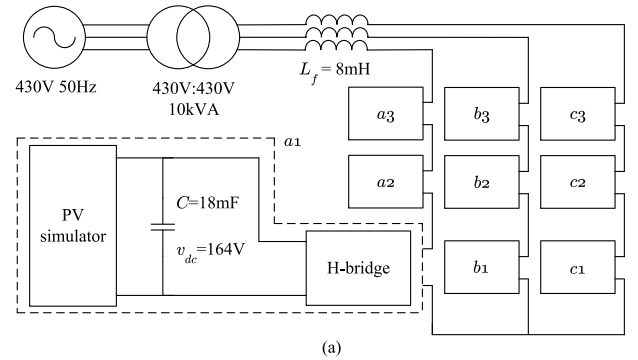 430V 50Hz
430V:430V
10kVA
L_f = 8mH
a3
b3
c3
a1
a2
b2
c2
PV
simulator
C=18mF
v_dc=164V
H-bridge
b1
c1
(a)